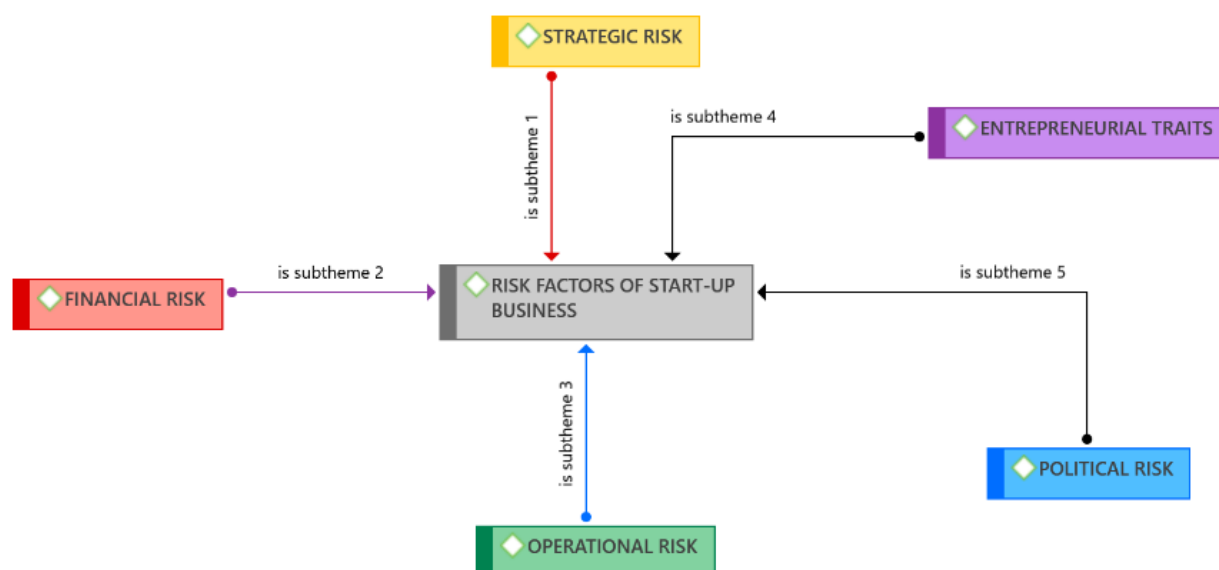 STRATEGIC RISK
is subtheme 1
is subtheme 4
ENTREPRENEURIAL TRAITS
FINANCIAL RISK
is subtheme 2
RISK FACTORS OF START-UP
BUSINESS
is subtheme 5
is subtheme 3
POLITICAL RISK
OPERATIONAL RISK